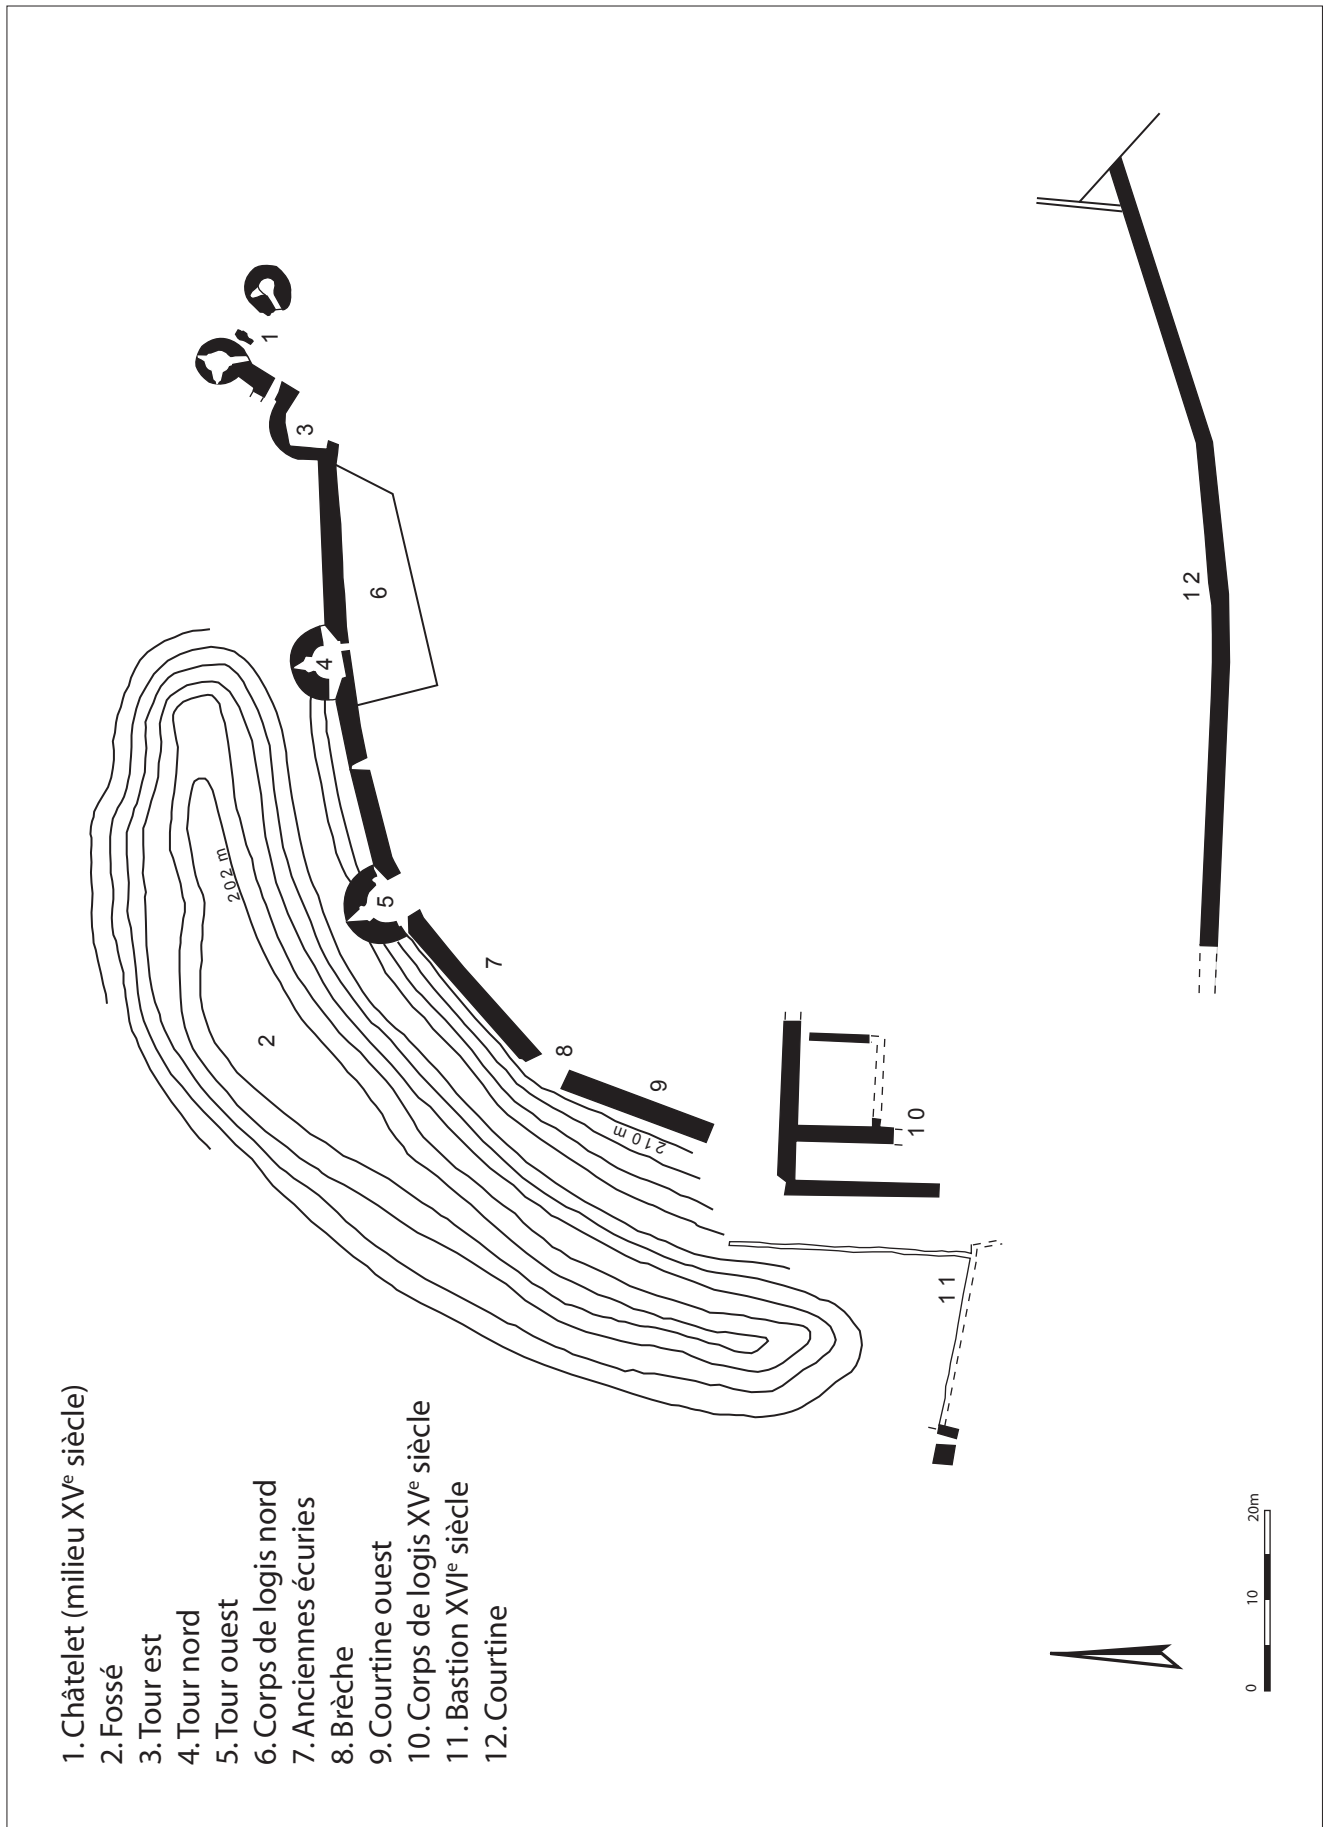 1. Châtelet (milieu XVe siècle)
2. Fossé
3. Tour est
4. Tour nord
5. Tour ouest
6. Corps de logis nord
7. Anciennes écuries
8. Brèche
9. Courtine ouest
10. Corps de logis XVe siècle
11. Bastion XVIe siècle
12. Courtine
1
2
3
4
5
6
7
8
9
10
11
12
202 m
210 m
0 10 20m